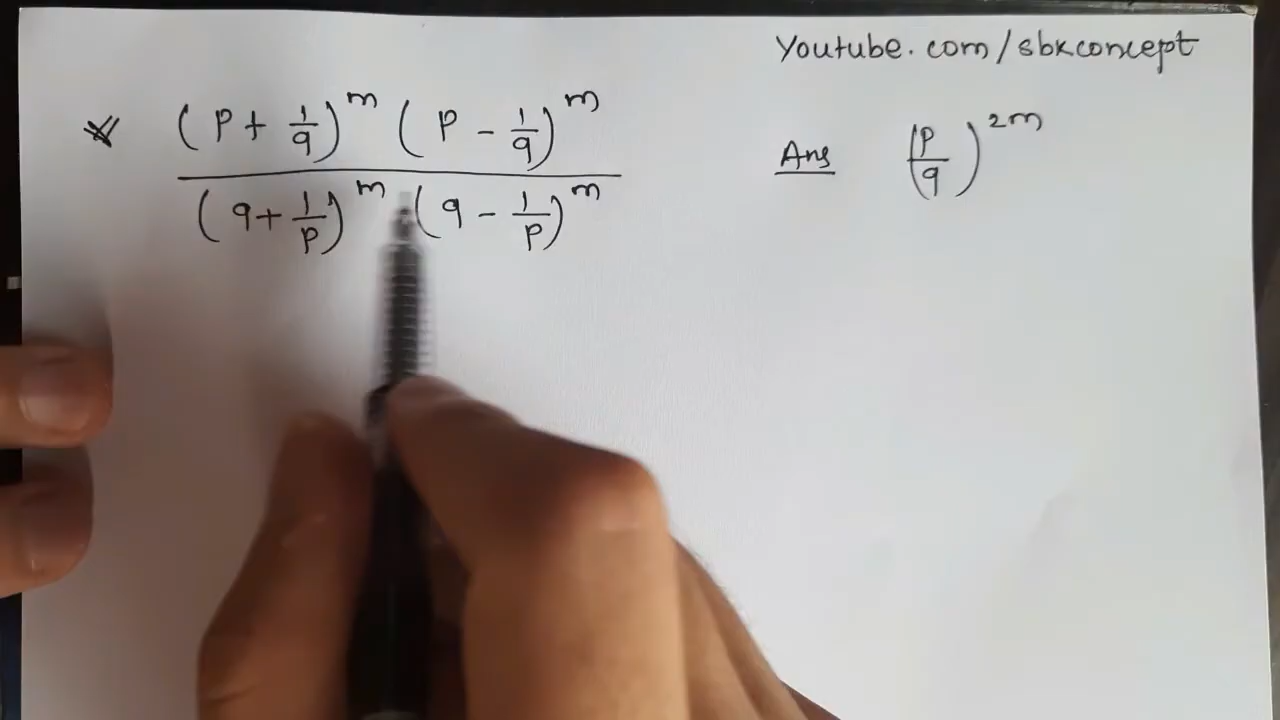 Youtube.com/sbkconcept
(p + 1/q)^m (p - 1/q)^m
(q + 1/p)^m (q - 1/p)^m
Ans (p/q)^2m